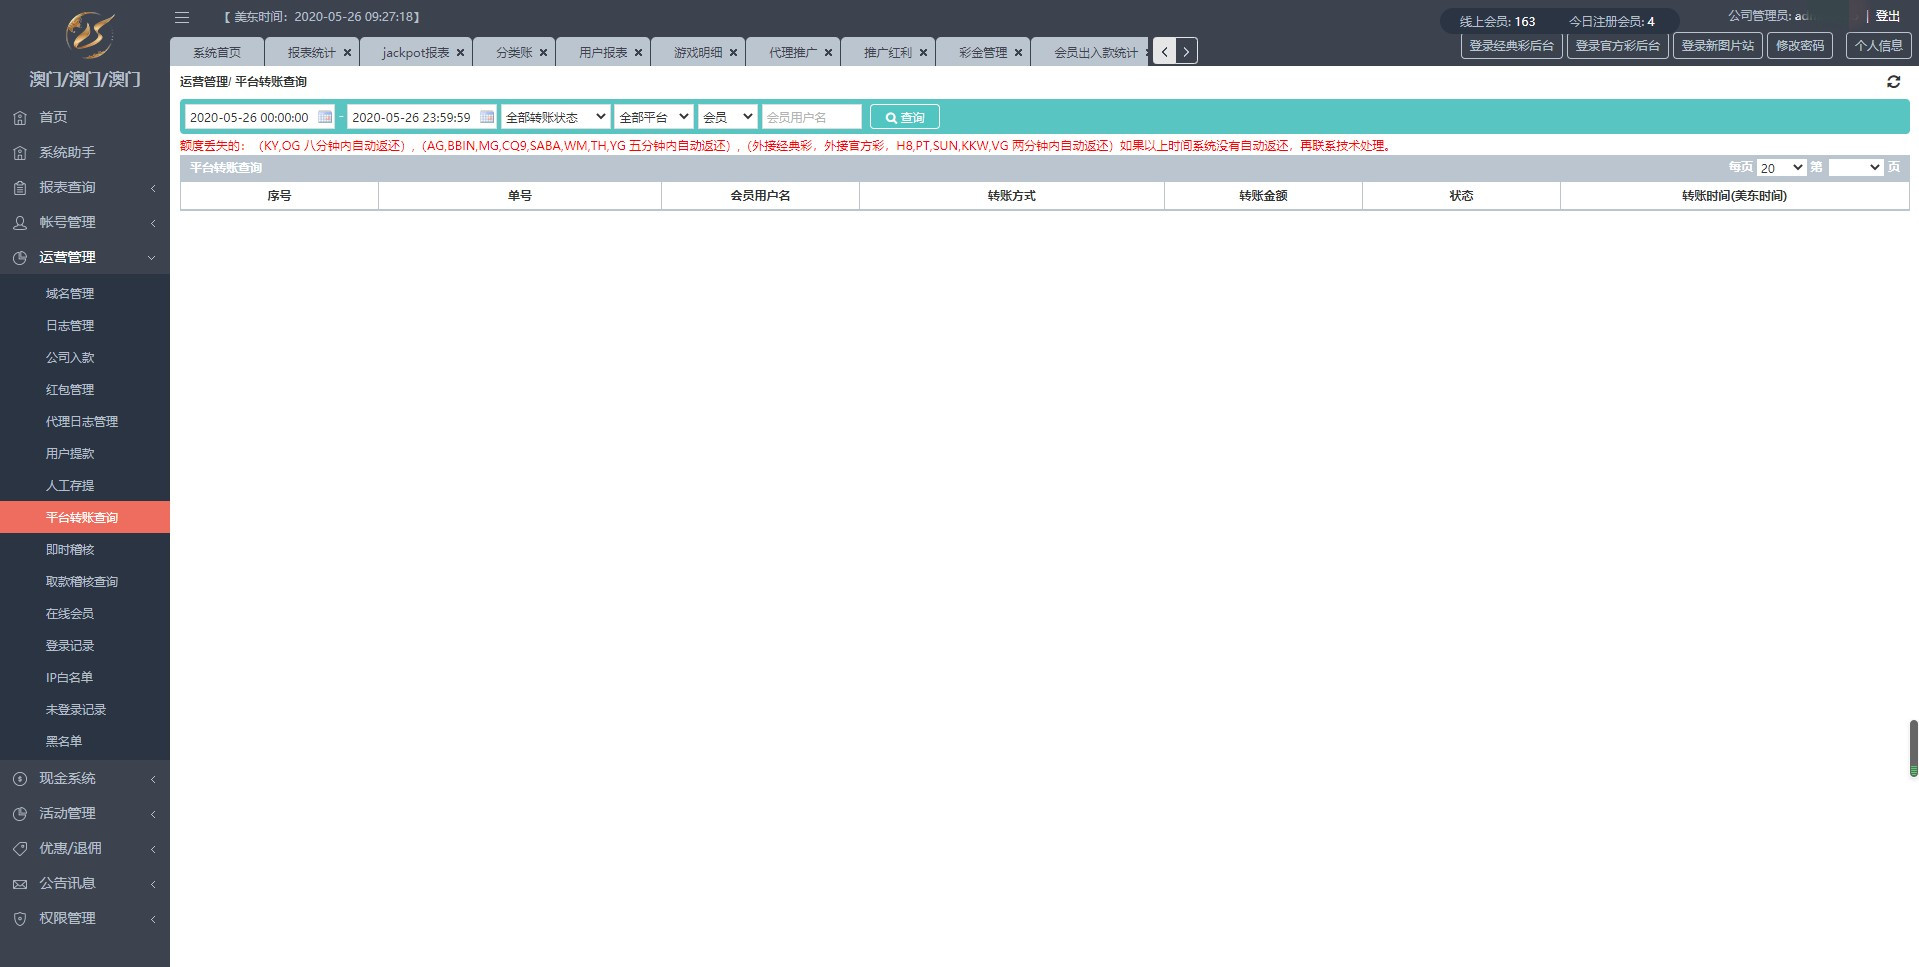 【 美东时间：2020-05-26 09:27:18】
线上会员: 163 今日注册会员: 4
公司管理员: | 登出
澳门/澳门/澳门
系统首页 报表统计 jackpot报表 分类账 用户报表 游戏明细 代理推广 推广红利 彩金管理 会员出入款统计
登录经典彩后台 登录官方彩后台 登录新图片站 修改密码 个人信息
运营管理/ 平台转账查询
2020-05-26 00:00:00 - 2020-05-26 23:59:59 全部转账状态 全部平台 会员 会员用户名 查询
额度丢失的：（KY,OG 八分钟内自动返还）,（AG,BBIN,MG,CQ9,SABA,WM,TH,YG 五分钟内自动返还）,（外接经典彩，外接官方彩，H8,PT,SUN,KKW,VG 两分钟内自动返还）如果以上时间系统没有自动返还，再联系技术处理。
平台转账查询 每页 20 第 页
序号 单号 会员用户名 转账方式 转账金额 状态 转账时间(美东时间)
首页
系统助手
报表查询
帐号管理
运营管理
域名管理
日志管理
公司入款
红包管理
代理日志管理
用户提款
人工存提
平台转账查询
即时稽核
取款稽核查询
在线会员
登录记录
IP白名单
未登录记录
黑名单
现金系统
活动管理
优惠/退佣
公告讯息
权限管理